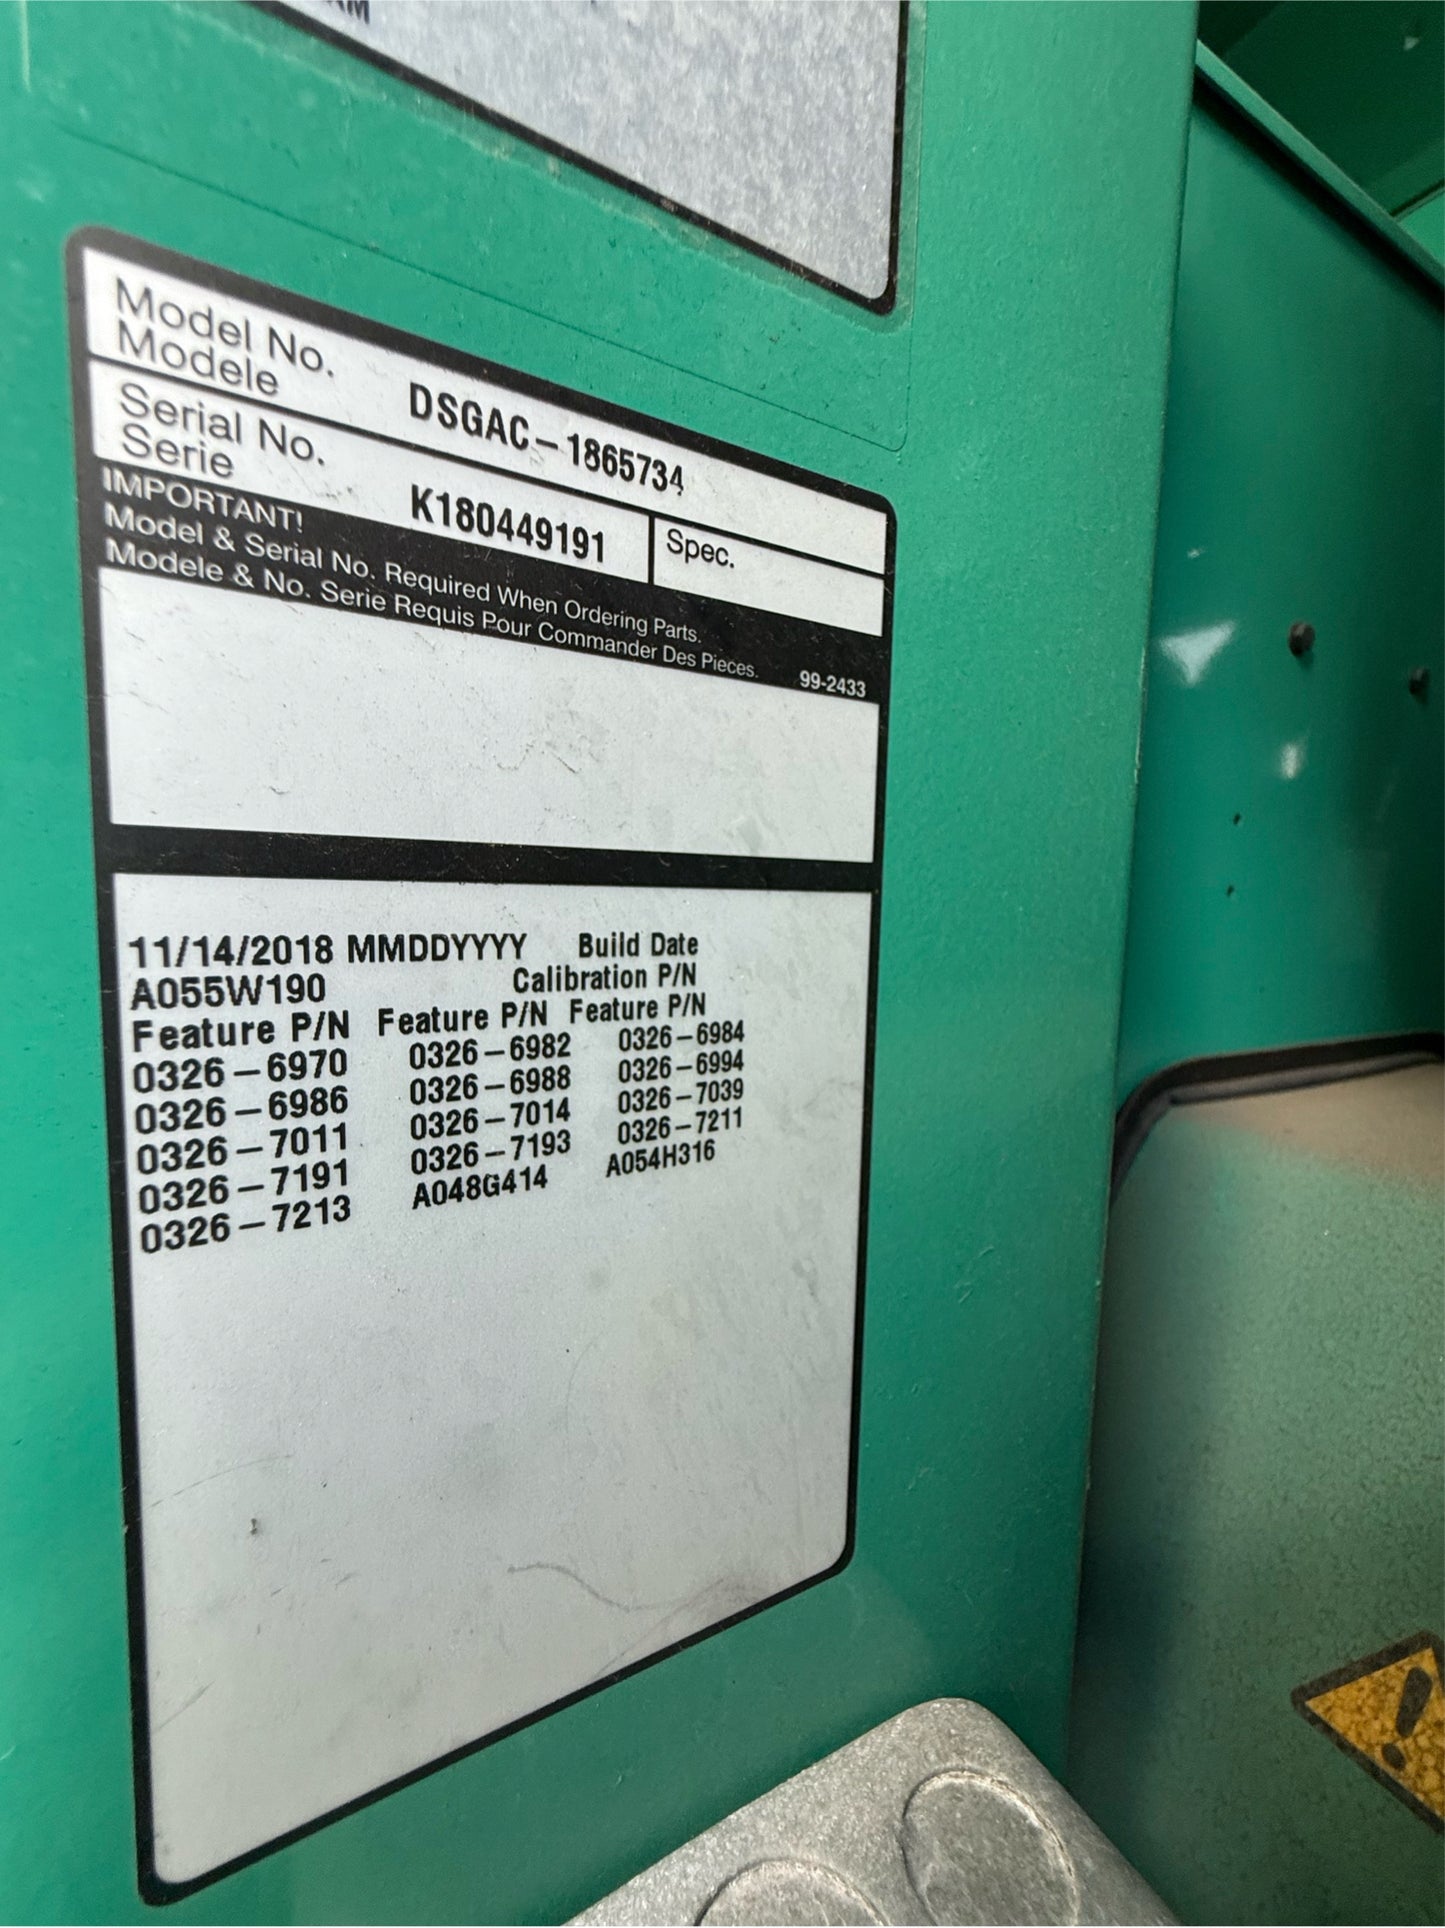 Model No.
Modele
DSGAC-1865734
Serial No.
Serie
K180449191
Spec.
IMPORTANT!
Model & Serial No. Required When Ordering Parts.
Modele & No. Serie Requis Pour Commander Des Pieces.
99-2433
11/14/2018 MMDDYYYY Build Date
A055W190 Calibration P/N
Feature P/N Feature P/N Feature P/N
0326-6970 0326-6982 0326-6984
0326-6986 0326-6988 0326-6994
0326-7011 0326-7014 0326-7039
0326-7191 0326-7193 0326-7211
0326-7213 A048G414 A054H316